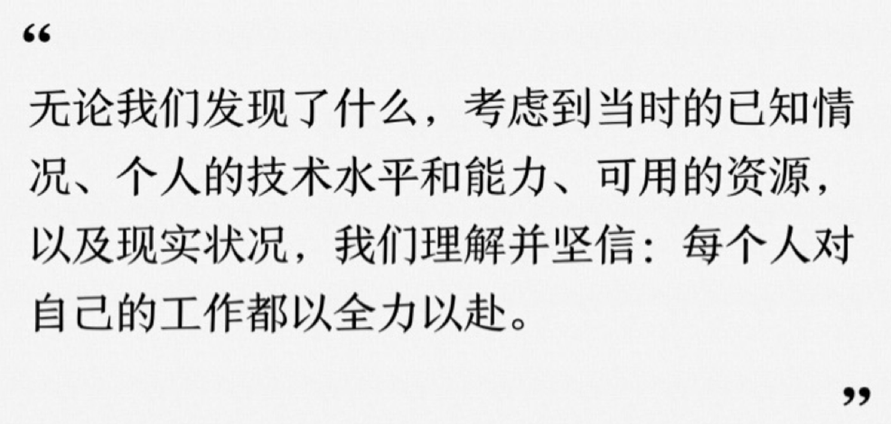 “
无论我们发现了什么，考虑到当时的已知情
况、个人的技术水平和能力、可用的资源，
以及现实状况，我们理解并坚信：每个人对
自己的工作都以全力以赴。
”